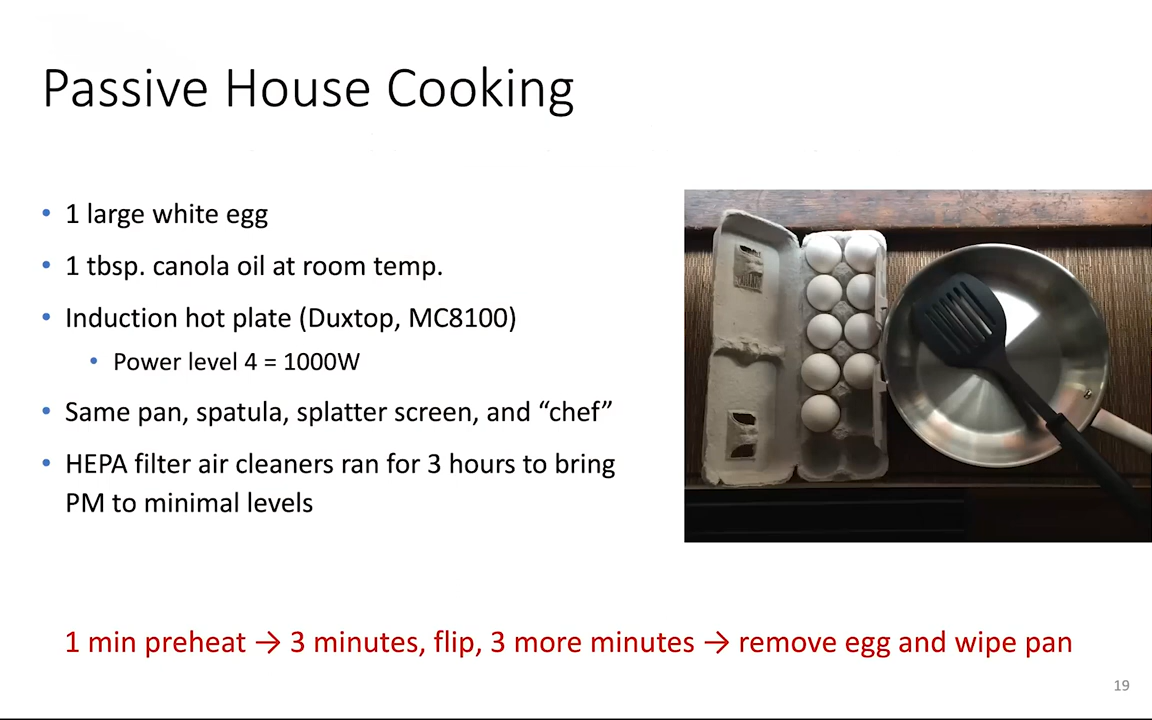 Passive House Cooking
• 1 large white egg
• 1 tbsp. canola oil at room temp.
• Induction hot plate (Duxtop, MC8100)
• Power level 4 = 1000W
• Same pan, spatula, splatter screen, and “chef”
• HEPA filter air cleaners ran for 3 hours to bring
PM to minimal levels
1 min preheat → 3 minutes, flip, 3 more minutes → remove egg and wipe pan
19